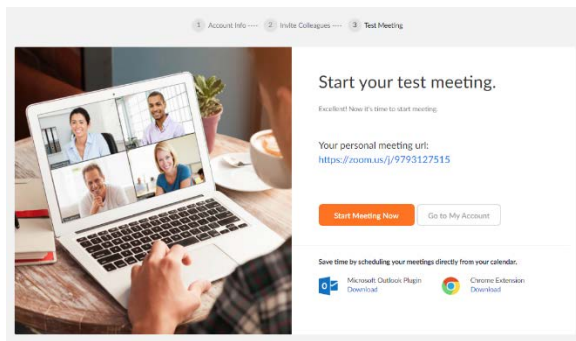 1 Account Info ---- 2 Invite Colleagues ---- 3 Test Meeting
Start your test meeting.
Excellent! Now it's time to start meeting.
Your personal meeting url:
https://zoom.us/j/9793127515
Start Meeting Now Go to My Account
Save time by scheduling your meetings directly from your calendar.
Microsoft Outlook Plugin
Download
Chrome Extension
Download